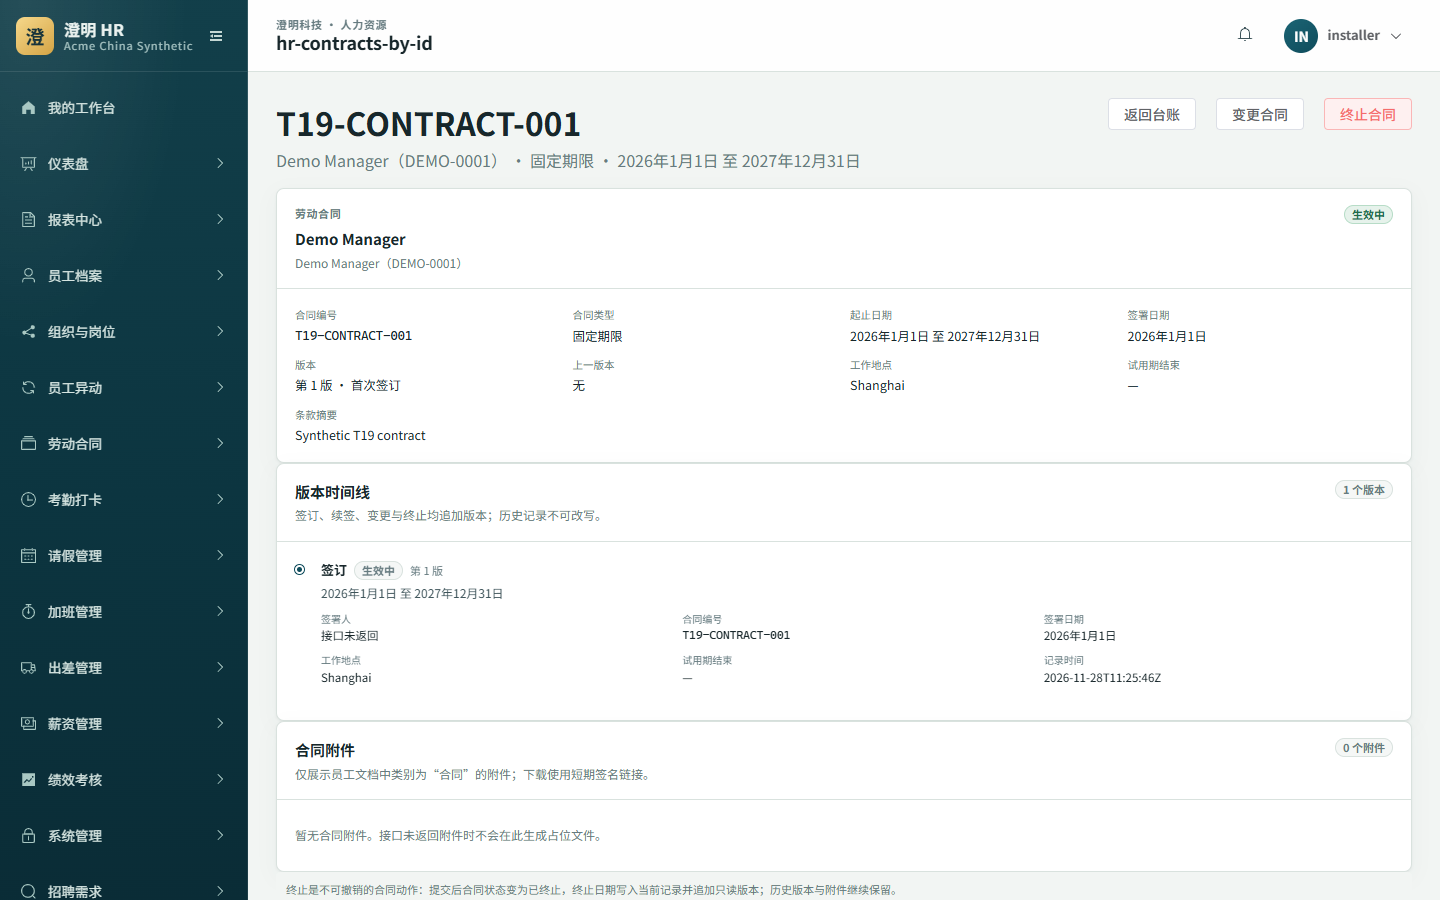 澄
澄明 HR
Acme China Synthetic
我的工作台
仪表盘
报表中心
员工档案
组织与岗位
员工异动
劳动合同
考勤打卡
请假管理
加班管理
出差管理
薪资管理
绩效考核
系统管理
招聘需求
澄明科技 · 人力资源
hr-contracts-by-id
IN
installer
T19-CONTRACT-001
Demo Manager（DEMO-0001） · 固定期限 · 2026年1月1日 至 2027年12月31日
返回台账
变更合同
终止合同
劳动合同
生效中
Demo Manager
Demo Manager（DEMO-0001）
合同编号
T19-CONTRACT-001
合同类型
固定期限
起止日期
2026年1月1日 至 2027年12月31日
签署日期
2026年1月1日
版本
第 1 版 · 首次签订
上一版本
无
工作地点
Shanghai
试用期结束
—
条款摘要
Synthetic T19 contract
版本时间线
1 个版本
签订、续签、变更与终止均追加版本；历史记录不可改写。
签订 生效中 第 1 版
2026年1月1日 至 2027年12月31日
签署人
接口未返回
合同编号
T19-CONTRACT-001
签署日期
2026年1月1日
工作地点
Shanghai
试用期结束
—
记录时间
2026-11-28T11:25:46Z
合同附件
0 个附件
仅展示员工文档中类别为“合同”的附件；下载使用短期签名链接。
暂无合同附件。接口未返回附件时不会在此生成占位文件。
终止是不可撤销的合同动作：提交后合同状态变为已终止，终止日期写入当前记录并追加只读版本；历史版本与附件继续保留。